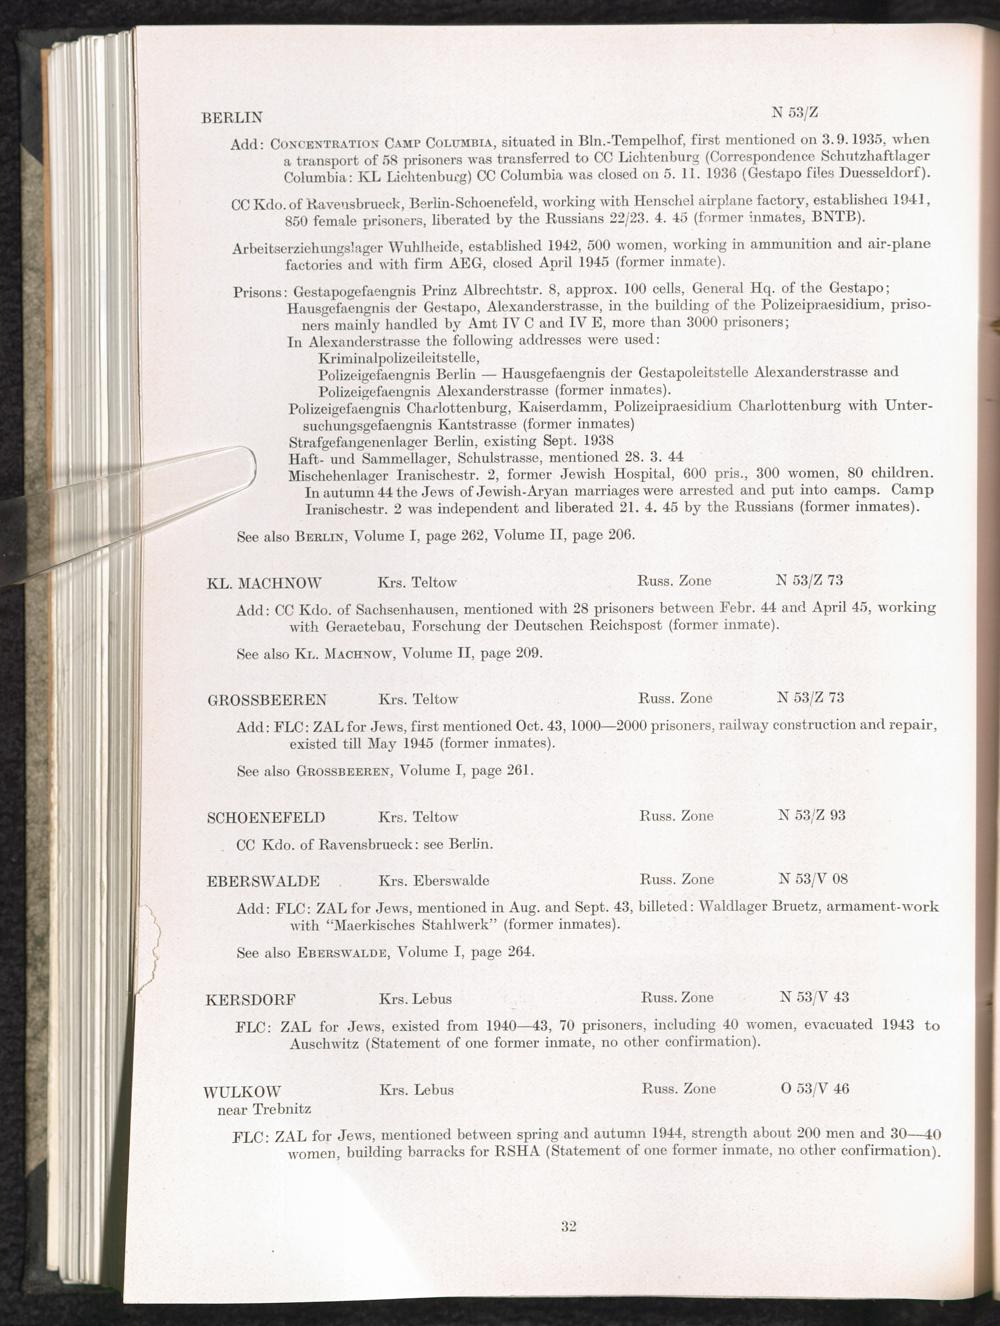 BERLIN N 53/Z
Add: CONCENTRATION CAMP COLUMBIA, situated in Bln.-Tempelhof, first mentioned on 3. 9. 1935, when
a transport of 58 prisoners was transferred to CC Lichtenburg (Correspondence Schutzhaftlager
Columbia: KL Lichtenburg) CC Columbia was closed on 5. 11. 1936 (Gestapo files Duesseldorf).
CC Kdo. of Ravensbrueck, Berlin-Schoenefeld, working with Henschel airplane factory, established 1941,
850 female prisoners, liberated by the Russians 22/23. 4. 45 (former inmates, BNTB).
Arbeitserziehungslager Wuhlheide, established 1942, 500 women, working in ammunition and air-plane
factories and with firm AEG, closed April 1945 (former inmate).
Prisons: Gestapogefaengnis Prinz Albrechtstr. 8, approx. 100 cells, General Hq. of the Gestapo;
Hausgefaengnis der Gestapo, Alexanderstrasse, in the building of the Polizeipraesidium, priso-
ners mainly handled by Amt IV C and IV E, more than 3000 prisoners;
In Alexanderstrasse the following addresses were used:
Kriminalpolizeileitstelle,
Polizeigefaengnis Berlin — Hausgefaengnis der Gestapoleitstelle Alexanderstrasse and
Polizeigefaengnis Alexanderstrasse (former inmates).
Polizeigefaengnis Charlottenburg, Kaiserdamm, Polizeipraesidium Charlottenburg with Unter-
suchungsgefaengnis Kantstrasse (former inmates)
Strafgefangenenlager Berlin, existing Sept. 1938
Haft- und Sammellager, Schulstrasse, mentioned 28. 3. 44
Mischehenlager Iranischestr. 2, former Jewish Hospital, 600 pris., 300 women, 80 children.
In autumn 44 the Jews of Jewish-Aryan marriages were arrested and put into camps. Camp
Iranischestr. 2 was independent and liberated 21. 4. 45 by the Russians (former inmates).
See also BERLIN, Volume I, page 262, Volume II, page 206.
KL. MACHNOW Krs. Teltow Russ. Zone N 53/Z 73
Add: CC Kdo. of Sachsenhausen, mentioned with 28 prisoners between Febr. 44 and April 45, working
with Geraetebau, Forschung der Deutschen Reichspost (former inmate).
See also KL. MACHNOW, Volume II, page 209.
GROSSBEEREN Krs. Teltow Russ. Zone N 53/Z 73
Add: FLC: ZAL for Jews, first mentioned Oct. 43, 1000—2000 prisoners, railway construction and repair,
existed till May 1945 (former inmates).
See also GROSSBEEREN, Volume I, page 261.
SCHOENEFELD Krs. Teltow Russ. Zone N 53/Z 93
CC Kdo. of Ravensbrueck: see Berlin.
EBERSWALDE Krs. Eberswalde Russ. Zone N 53/V 08
Add: FLC: ZAL for Jews, mentioned in Aug. and Sept. 43, billeted: Waldlager Bruetz, armament-work
with “Maerkisches Stahlwerk” (former inmates).
See also EBERSWALDE, Volume I, page 264.
KERSDORF Krs. Lebus Russ. Zone N 53/V 43
FLC: ZAL for Jews, existed from 1940—43, 70 prisoners, including 40 women, evacuated 1943 to
Auschwitz (Statement of one former inmate, no other confirmation).
WULKOW Krs. Lebus Russ. Zone O 53/V 46
near Trebnitz
FLC: ZAL for Jews, mentioned between spring and autumn 1944, strength about 200 men and 30—40
women, building barracks for RSHA (Statement of one former inmate, no other confirmation).
32